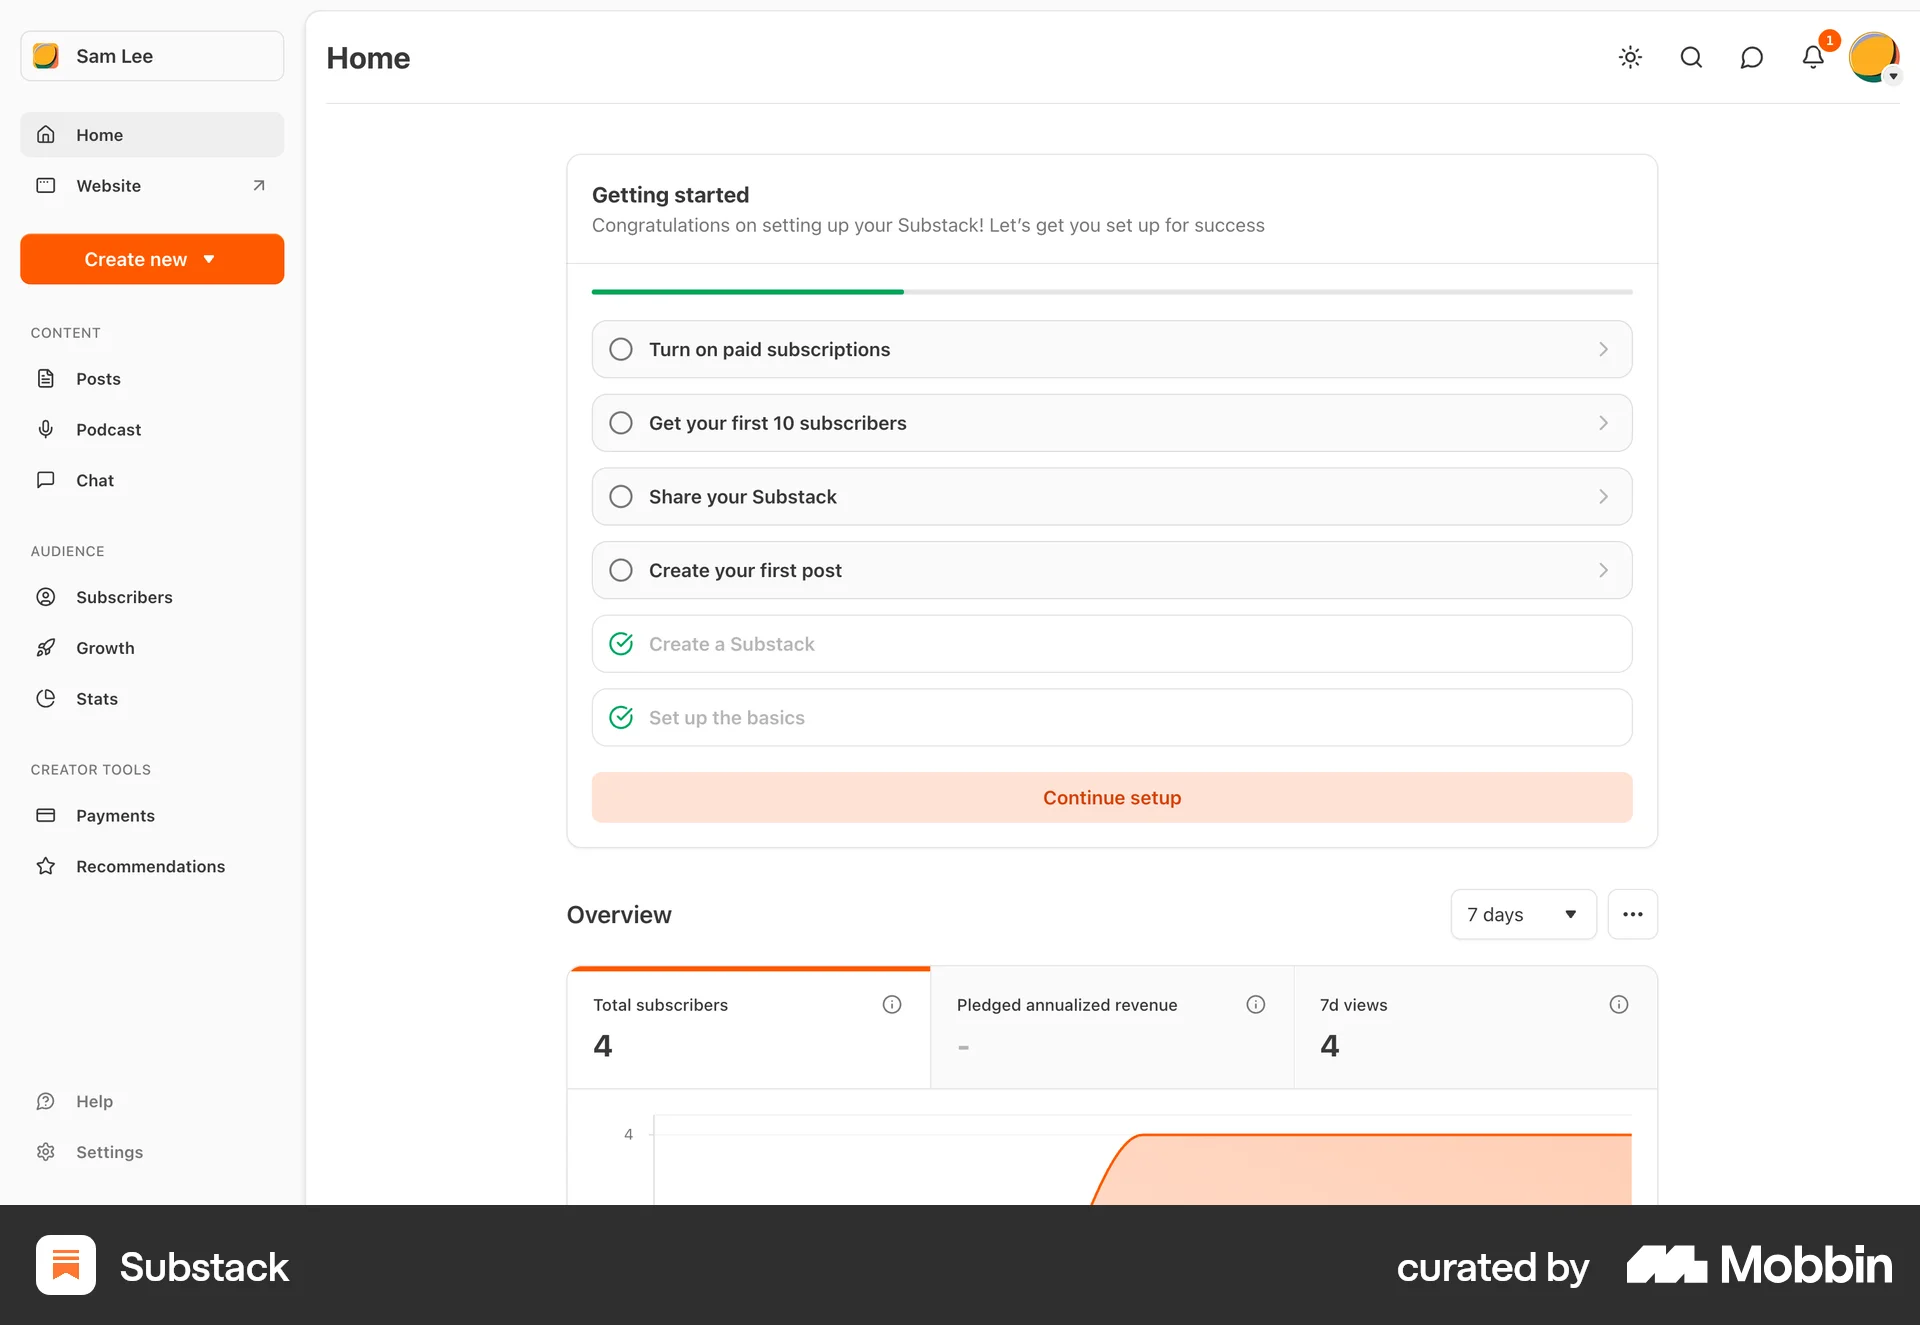 Sam Lee
Home
Website
Create new
CONTENT
Posts
Podcast
Chat
AUDIENCE
Subscribers
Growth
Stats
CREATOR TOOLS
Payments
Recommendations
Help
Settings
Home
1
Getting started
Congratulations on setting up your Substack! Let’s get you set up for success
Turn on paid subscriptions
Get your first 10 subscribers
Share your Substack
Create your first post
Create a Substack
Set up the basics
Continue setup
Overview
7 days
Total subscribers
4
Pledged annualized revenue
-
7d views
4
4
Substack
curated by
Mobbin